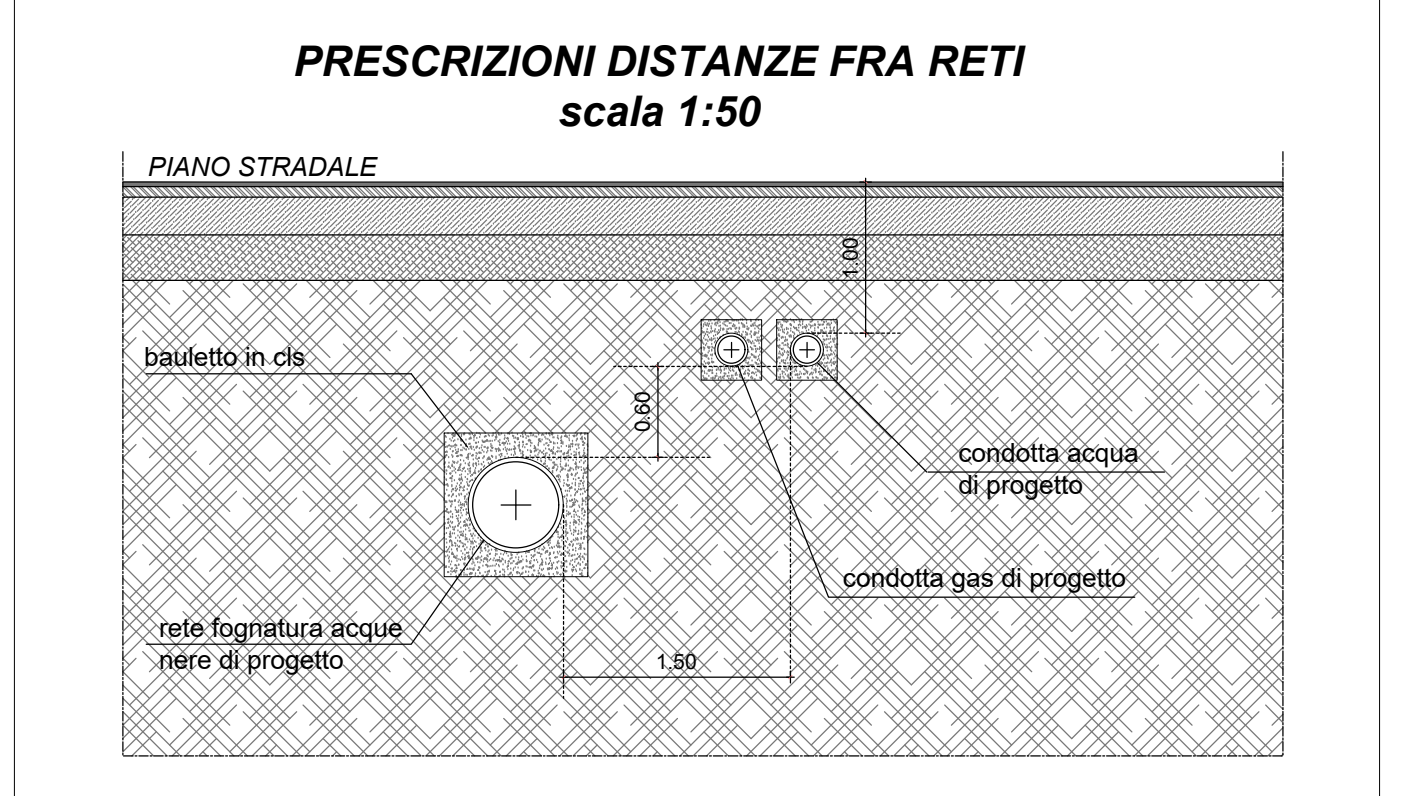 PRESCRIZIONI DISTANZE FRA RETI
scala 1:50
PIANO STRADALE
1.00
bauletto in cls
0.60
condotta acqua
di progetto
condotta gas di progetto
rete fognatura acque
nere di progetto
1.50